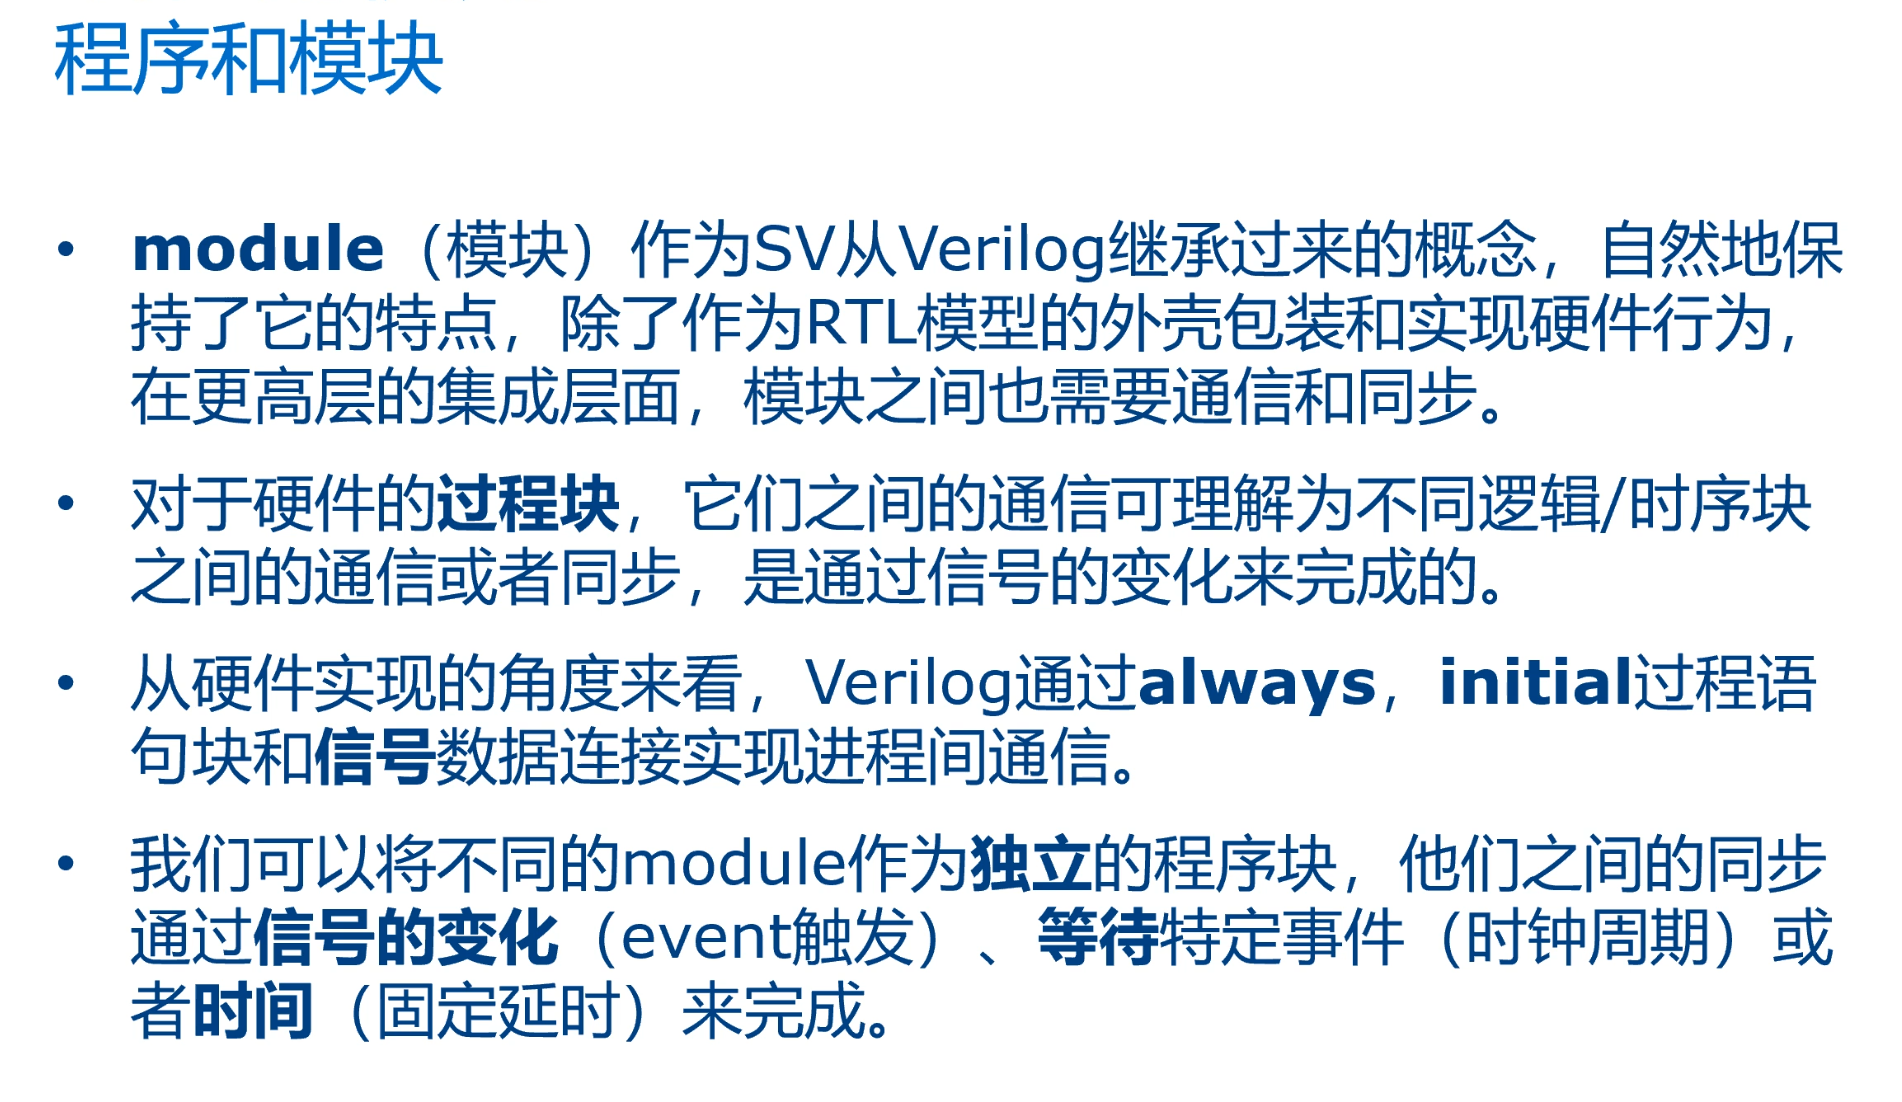 程序和模块
• module（模块）作为SV从Verilog继承过来的概念，自然地保
持了它的特点，除了作为RTL模型的外壳包装和实现硬件行为，
在更高层的集成层面，模块之间也需要通信和同步。
• 对于硬件的过程块，它们之间的通信可理解为不同逻辑/时序块
之间的通信或者同步，是通过信号的变化来完成的。
• 从硬件实现的角度来看，Verilog通过always，initial过程语
句块和信号数据连接实现进程间通信。
• 我们可以将不同的module作为独立的程序块，他们之间的同步
通过信号的变化（event触发）、等待特定事件（时钟周期）或
者时间（固定延时）来完成。